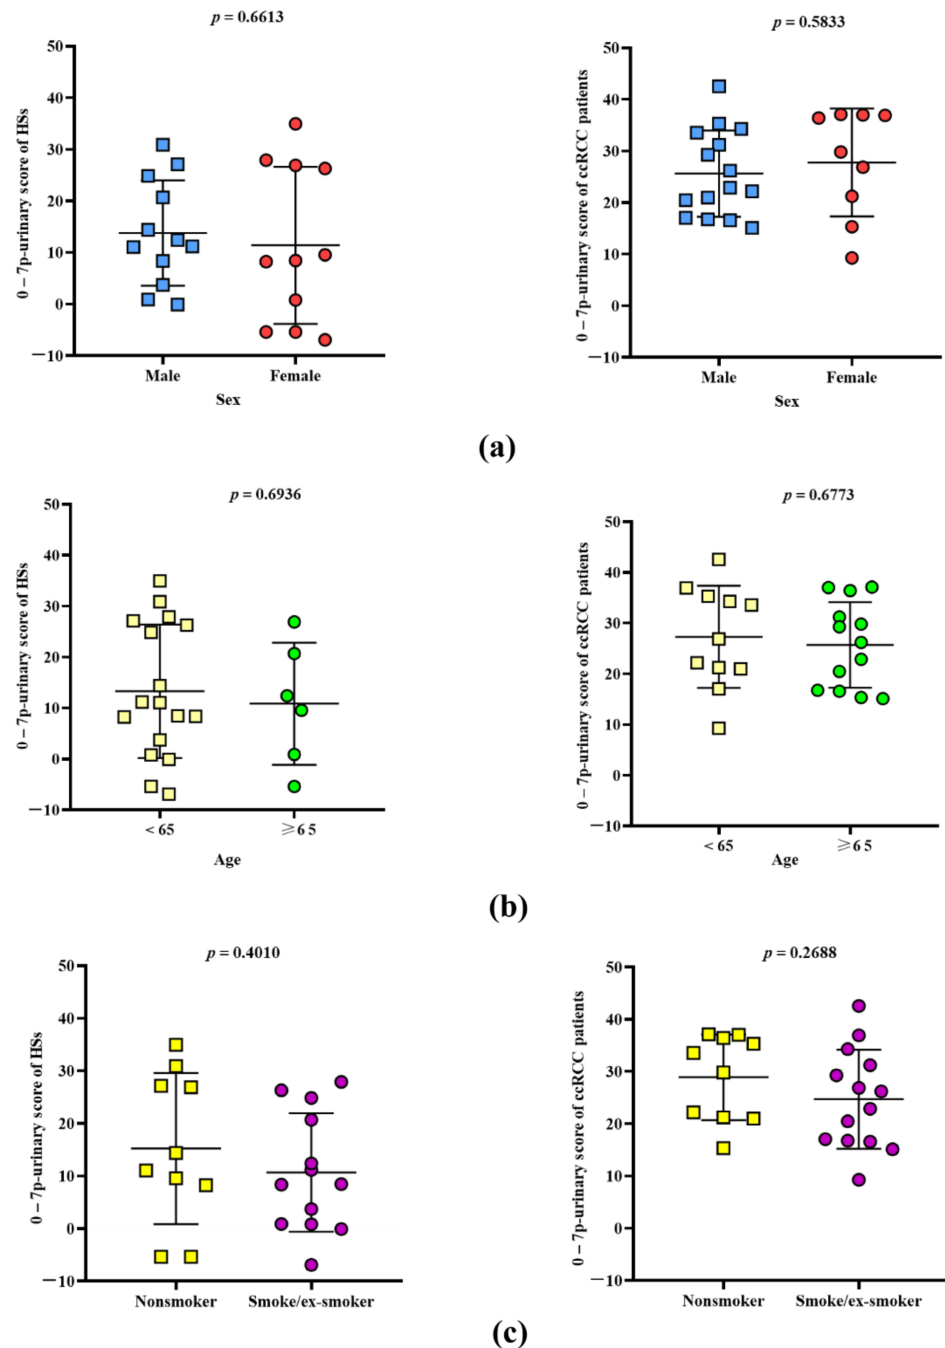 p = 0.6613
0 – 7p-urinary score of HSs
50
40
30
20
10
0
−10
Male Female
Sex
p = 0.5833
0 – 7p-urinary score of ccRCC patients
50
40
30
20
10
0
−10
Male Female
Sex
(a)
p = 0.6936
0 – 7p-urinary score of HSs
50
40
30
20
10
0
−10
<65 ≥65
Age
p = 0.6773
0 – 7p-urinary score of ccRCC patients
50
40
30
20
10
0
−10
<65 ≥65
Age
(b)
p = 0.4010
0 – 7p-urinary score of HSs
50
40
30
20
10
0
−10
Nonsmoker Smoke/ex-smoker
p = 0.2688
0 – 7p-urinary score of ccRCC patients
50
40
30
20
10
0
−10
Nonsmoker Smoke/ex-smoker
(c)